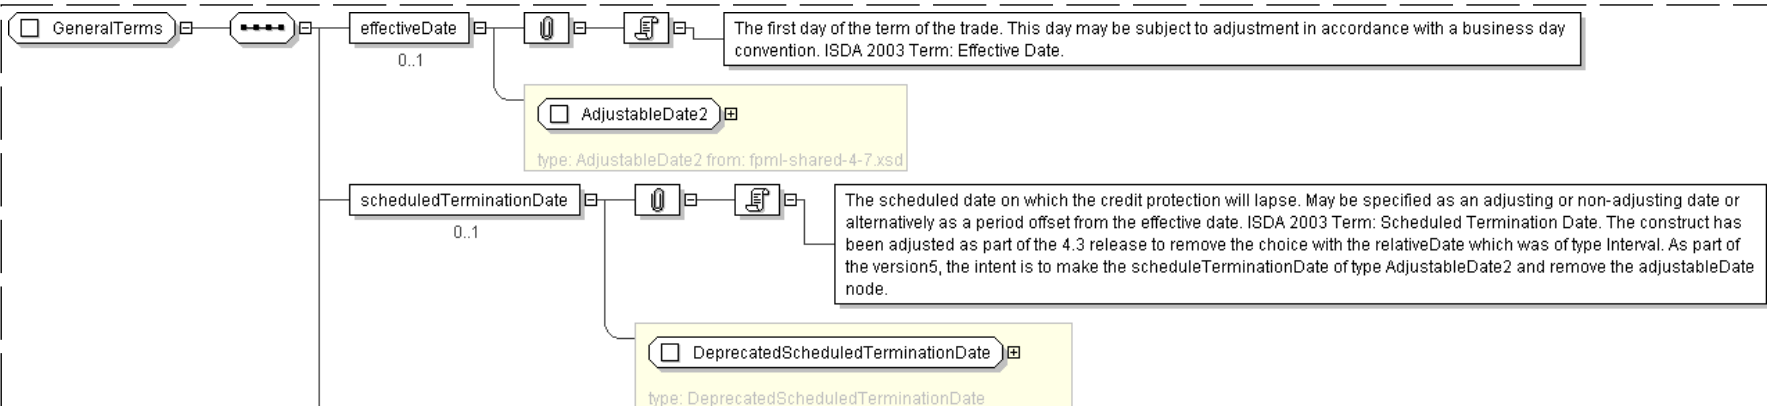 GeneralTerms
effectiveDate
0..1
The first day of the term of the trade. This day may be subject to adjustment in accordance with a business day
convention. ISDA 2003 Term: Effective Date.
AdjustableDate2
type: AdjustableDate2 from: fpml-shared-4-7.xsd
scheduledTerminationDate
0..1
The scheduled date on which the credit protection will lapse. May be specified as an adjusting or non-adjusting date or
alternatively as a period offset from the effective date. ISDA 2003 Term: Scheduled Termination Date. The construct has
been adjusted as part of the 4.3 release to remove the choice with the relativeDate which was of type Interval. As part of
the version5, the intent is to make the scheduleTerminationDate of type AdjustableDate2 and remove the adjustableDate
node.
DeprecatedScheduledTerminationDate
type: DeprecatedScheduledTerminationDate